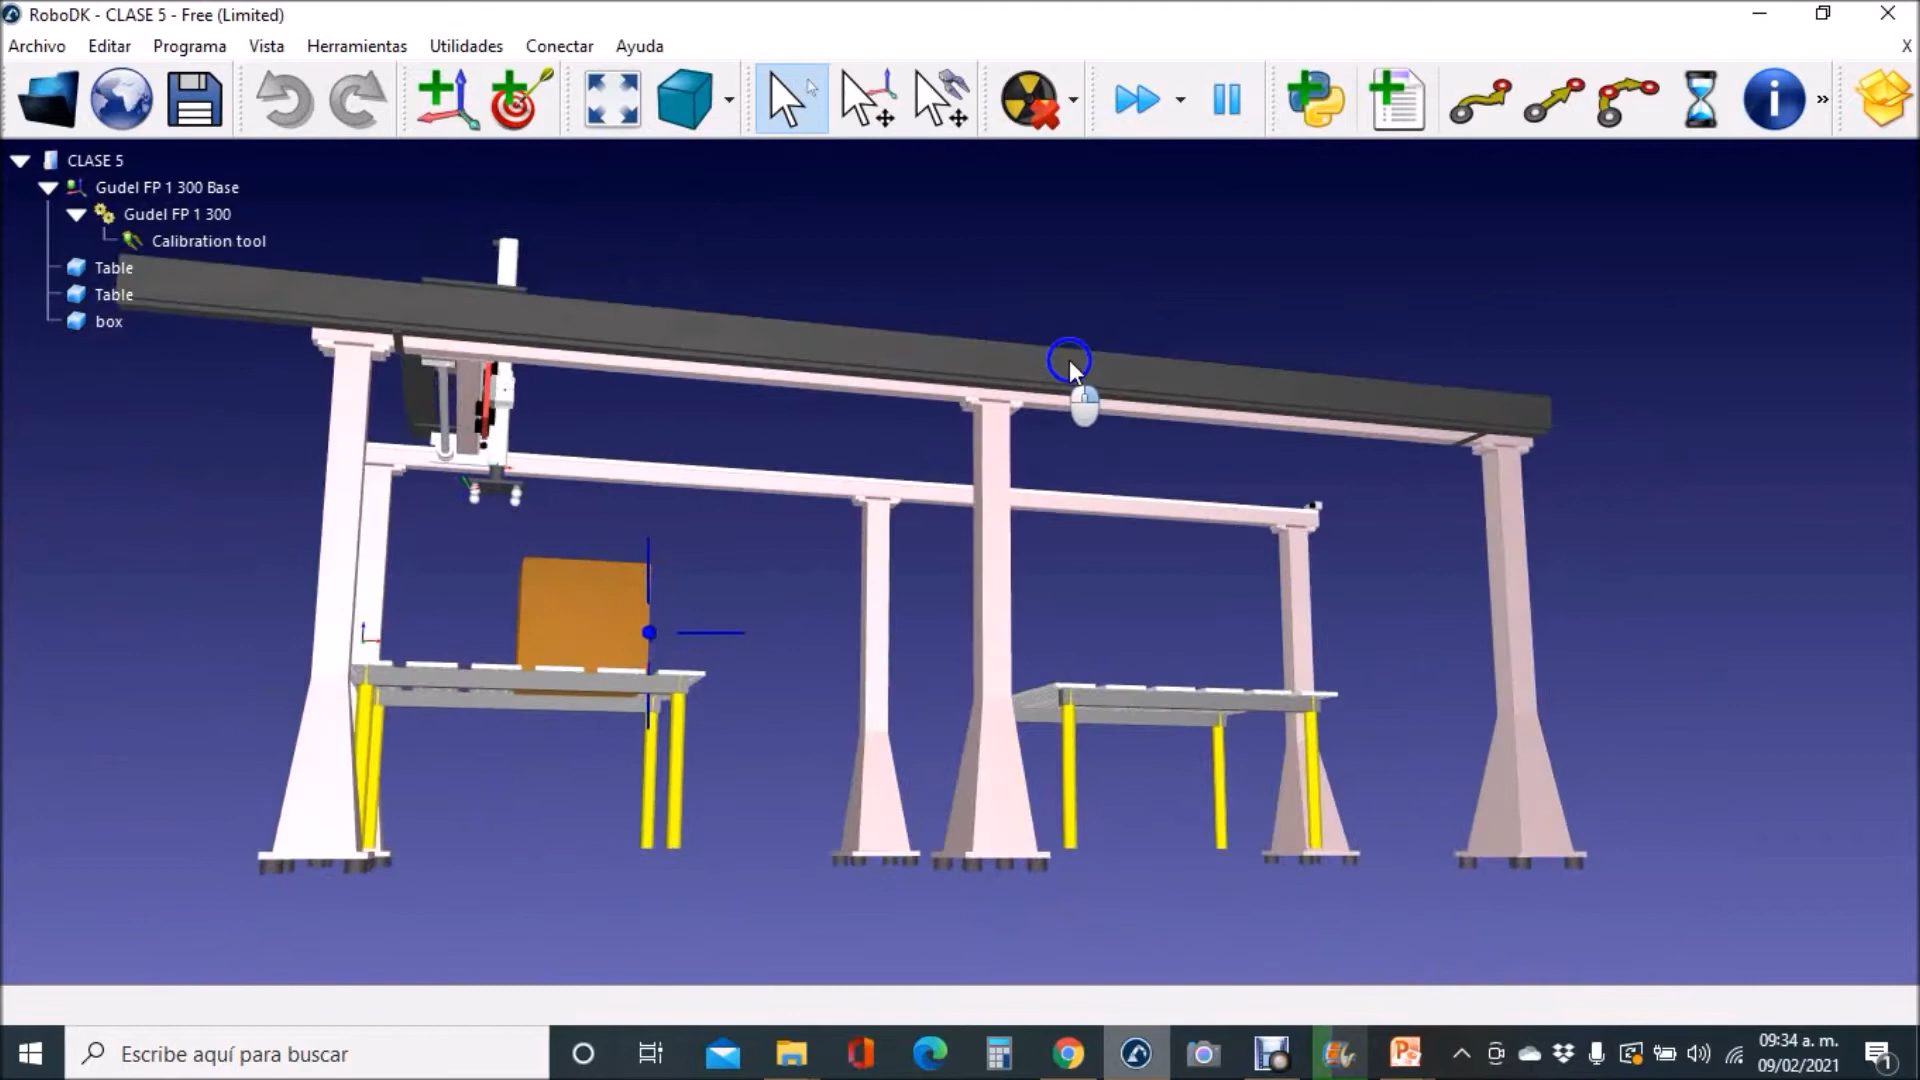 RoboDK - CLASE 5 - Free (Limited)
Archivo Editar Programa Vista Herramientas Utilidades Conectar Ayuda X
»
CLASE 5
Gudel FP 1 300 Base
Gudel FP 1 300
Calibration tool
Table
Table
box
Escribe aquí para buscar
09:34 a. m.
09/02/2021
1